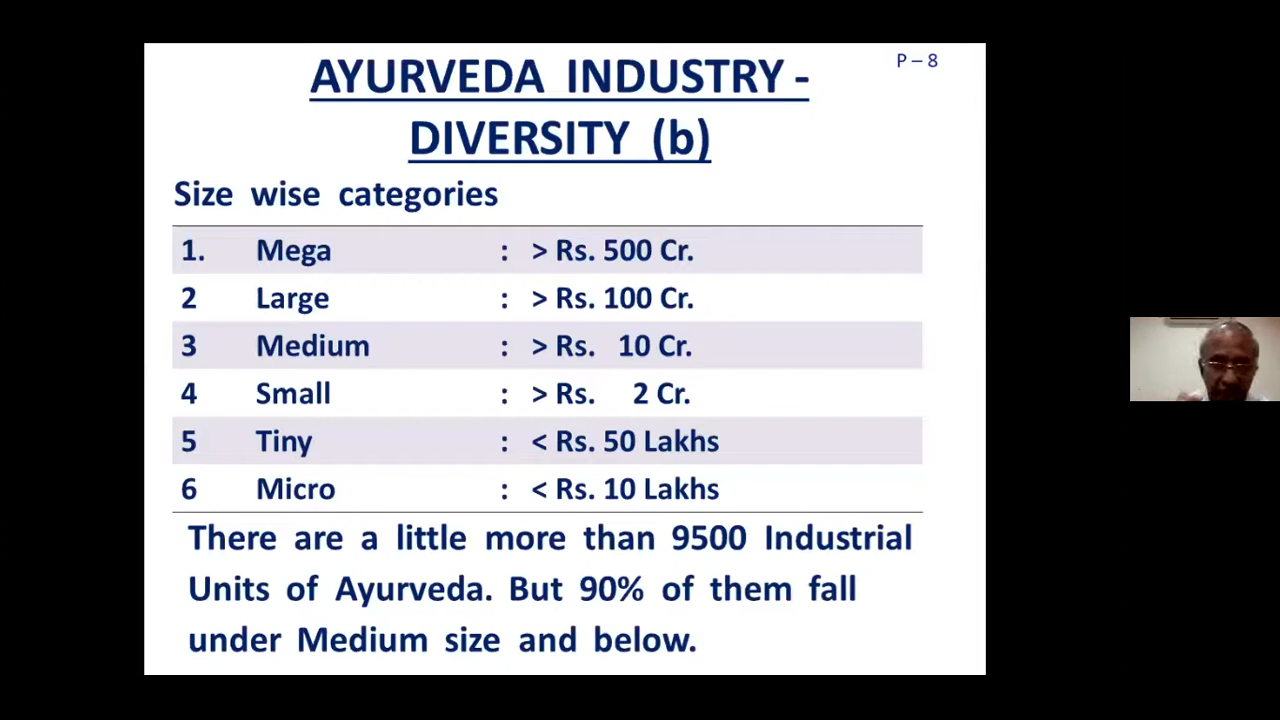 P – 8
AYURVEDA INDUSTRY -
DIVERSITY (b)
Size wise categories
1. Mega : > Rs. 500 Cr.
2 Large : > Rs. 100 Cr.
3 Medium : > Rs. 10 Cr.
4 Small : > Rs. 2 Cr.
5 Tiny : < Rs. 50 Lakhs
6 Micro : < Rs. 10 Lakhs
There are a little more than 9500 Industrial
Units of Ayurveda. But 90% of them fall
under Medium size and below.